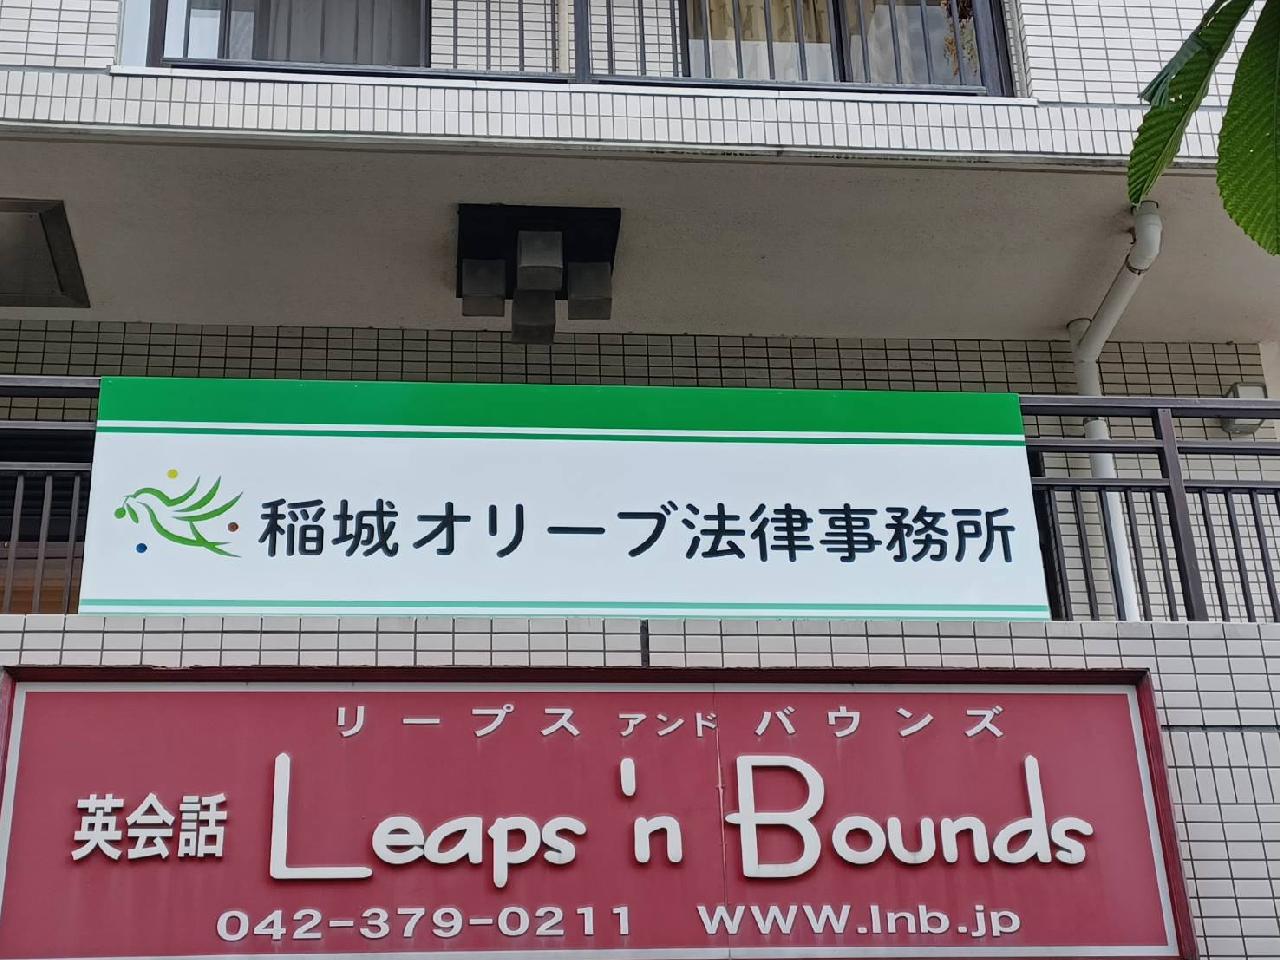 稲城オリーブ法律事務所
リープス アンド バウンズ
英会話 Leaps 'n Bounds
042-379-0211 www.lnb.jp